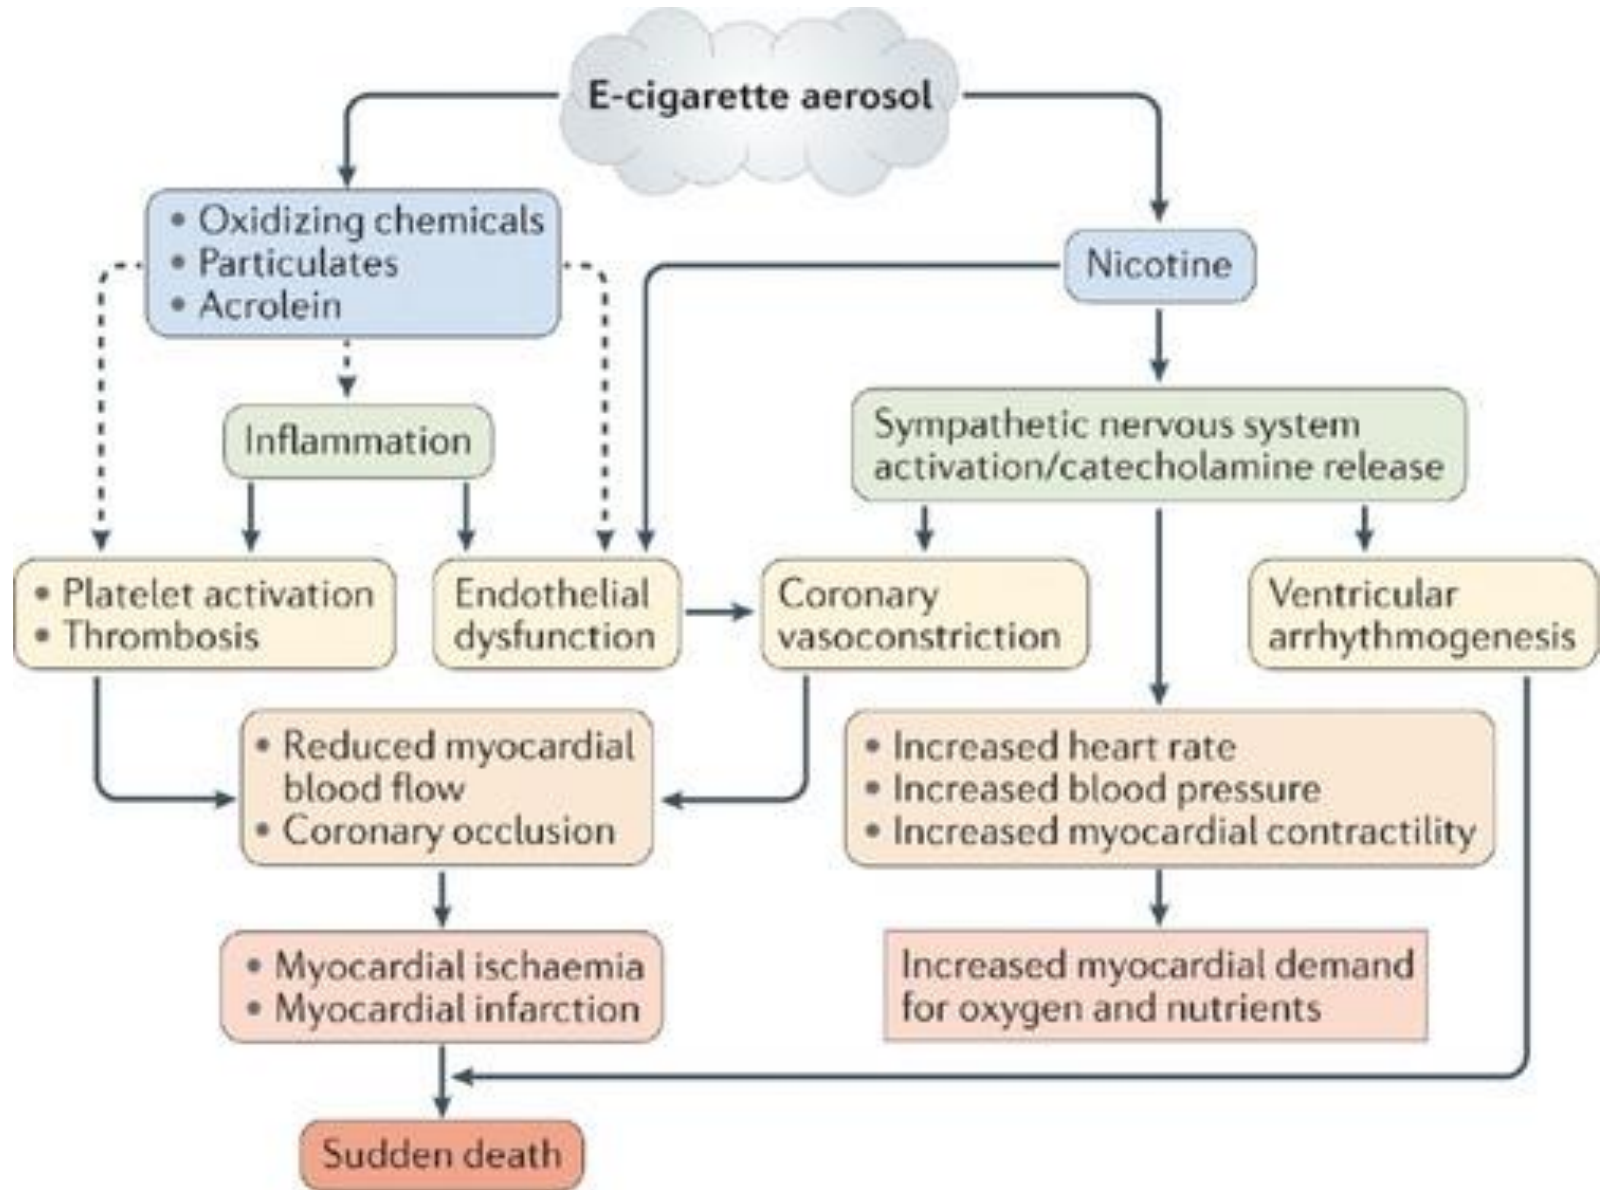 E-cigarette aerosol
• Oxidizing chemicals
• Particulates
• Acrolein
Nicotine
Inflammation
Sympathetic nervous system
activation/catecholamine release
• Platelet activation
• Thrombosis
Endothelial
dysfunction
Coronary
vasoconstriction
Ventricular
arrhythmogenesis
• Reduced myocardial
blood flow
• Coronary occlusion
• Increased heart rate
• Increased blood pressure
• Increased myocardial contractility
• Myocardial ischaemia
• Myocardial infarction
Increased myocardial demand
for oxygen and nutrients
Sudden death